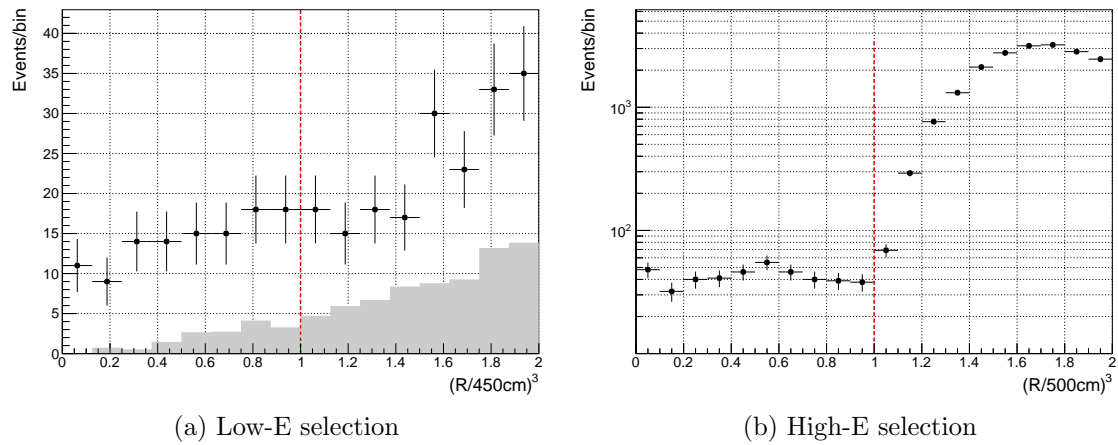 Events/bin
40
35
30
25
20
15
10
5
0
0 0.2 0.4 0.6 0.8 1 1.2 1.4 1.6 1.8 2
(R/450cm)³
(a) Low-E selection
Events/bin
10³
10²
0.2 0.4 0.6 0.8 1 1.2 1.4 1.6 1.8 2
(R/500cm)³
(b) High-E selection